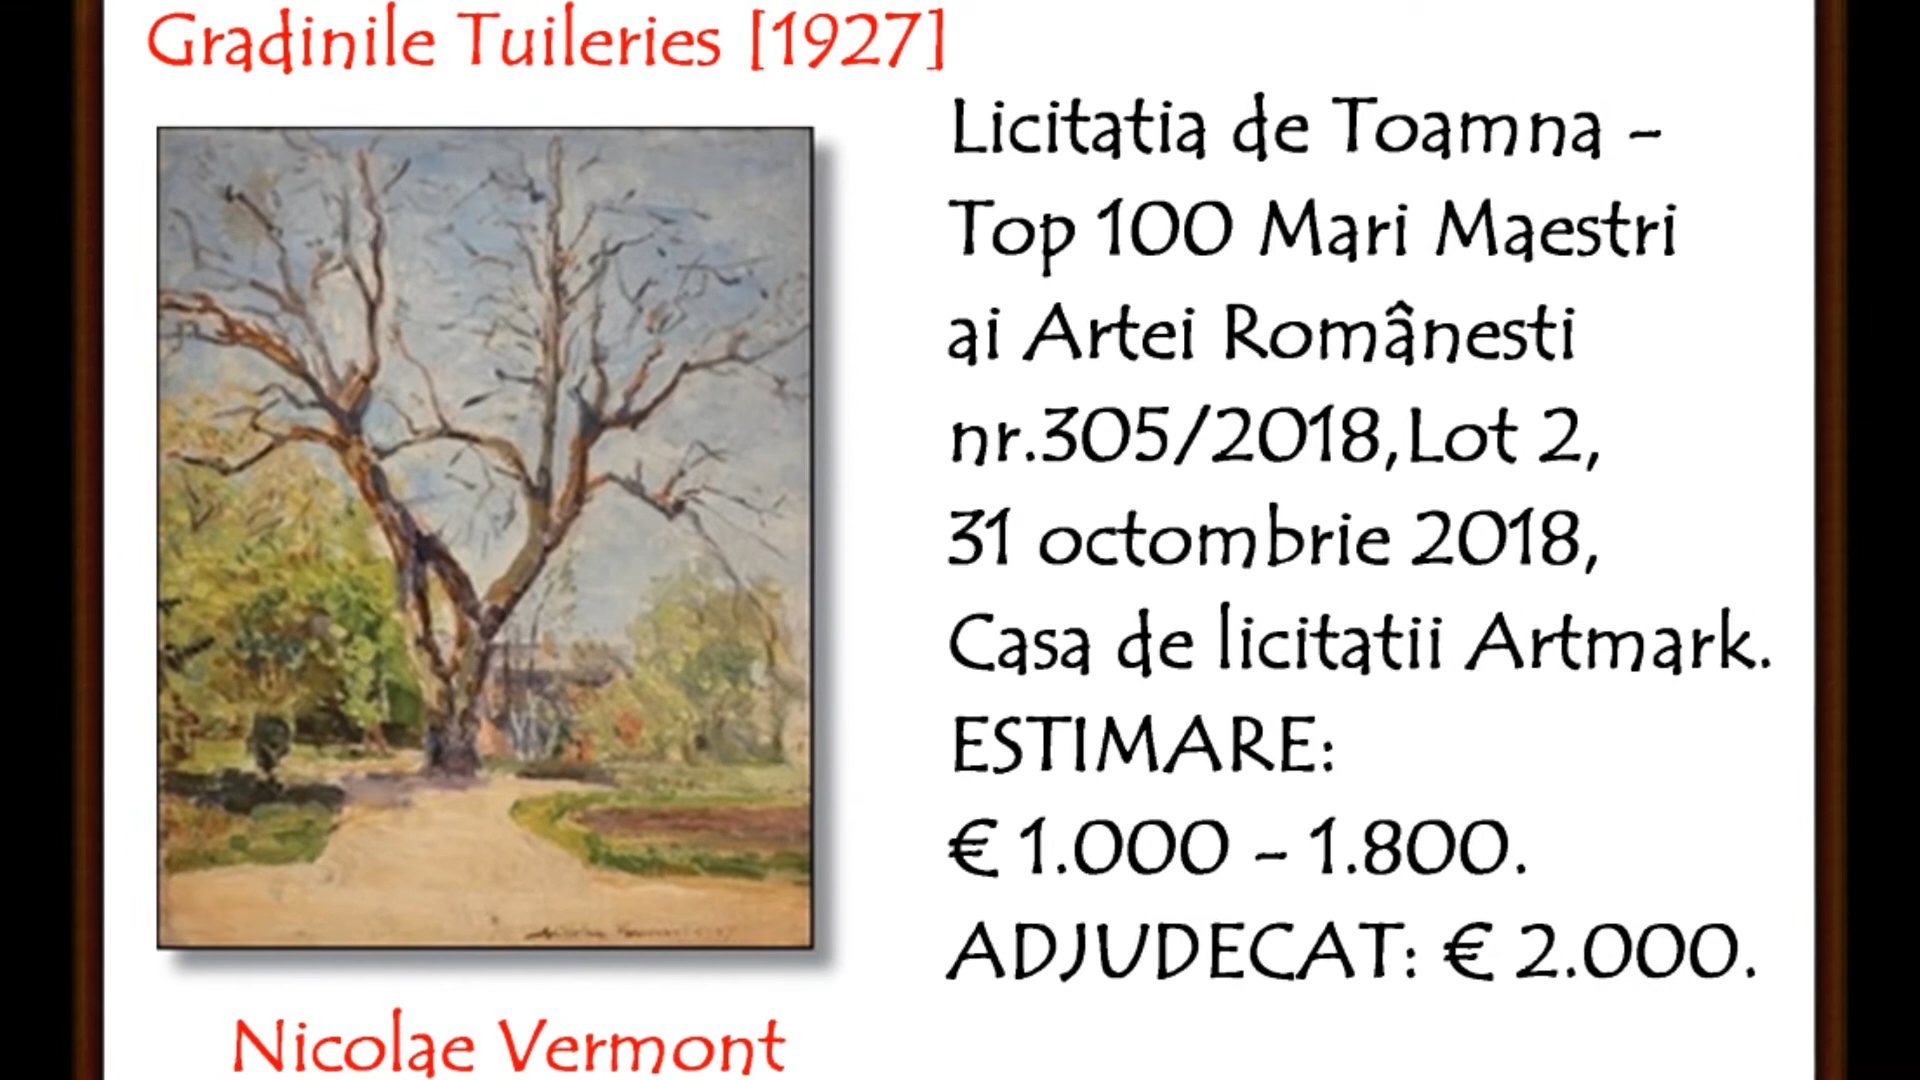 Gradinile Tuileries [1927]
Licitatia de Toamna –
Top 100 Mari Maestri
ai Artei Românesti
nr.305/2018,Lot 2,
31 octombrie 2018,
Casa de licitatii Artmark.
ESTIMARE:
€ 1.000 – 1.800.
ADJUDECAT: € 2.000.
Nicolae Vermont